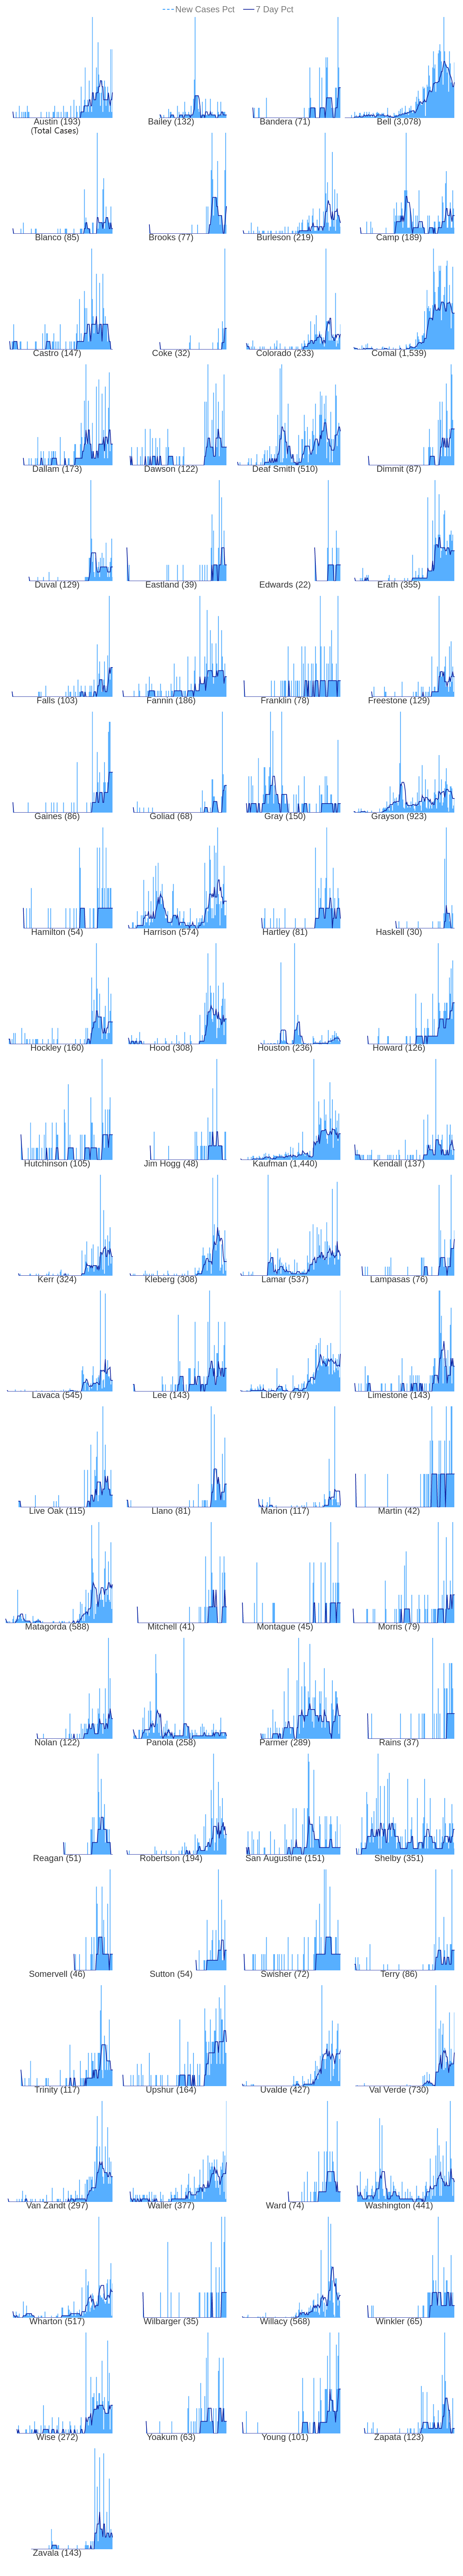 New Cases Pct 7 Day Pct
Austin (193) Bailey (132) Bandera (71) Bell (3,078)
(Total Cases)
Blanco (85) Brooks (77) Burleson (219) Camp (189)
Castro (147) Coke (32) Colorado (233) Comal (1,539)
Dallam (173) Dawson (122) Deaf Smith (510) Dimmit (87)
Duval (129) Eastland (39) Edwards (22) Erath (355)
Falls (103) Fannin (186) Franklin (78) Freestone (129)
Gaines (86) Goliad (68) Gray (150) Grayson (923)
Hamilton (54) Harrison (574) Hartley (81) Haskell (30)
Hockley (160) Hood (308) Houston (236) Howard (126)
Hutchinson (105) Jim Hogg (48) Kaufman (1,440) Kendall (137)
Kerr (324) Kleberg (308) Lamar (537) Lampasas (76)
Lavaca (545) Lee (143) Liberty (797) Limestone (143)
Live Oak (115) Llano (81) Marion (117) Martin (42)
Matagorda (588) Mitchell (41) Montague (45) Morris (79)
Nolan (122) Panola (258) Parmer (289) Rains (37)
Reagan (51) Robertson (194) San Augustine (151) Shelby (351)
Somervell (46) Sutton (54) Swisher (72) Terry (86)
Trinity (117) Upshur (164) Uvalde (427) Val Verde (730)
Van Zandt (297) Waller (377) Ward (74) Washington (441)
Wharton (517) Wilbarger (35) Willacy (568) Winkler (65)
Wise (272) Yoakum (63) Young (101) Zapata (123)
Zavala (143)